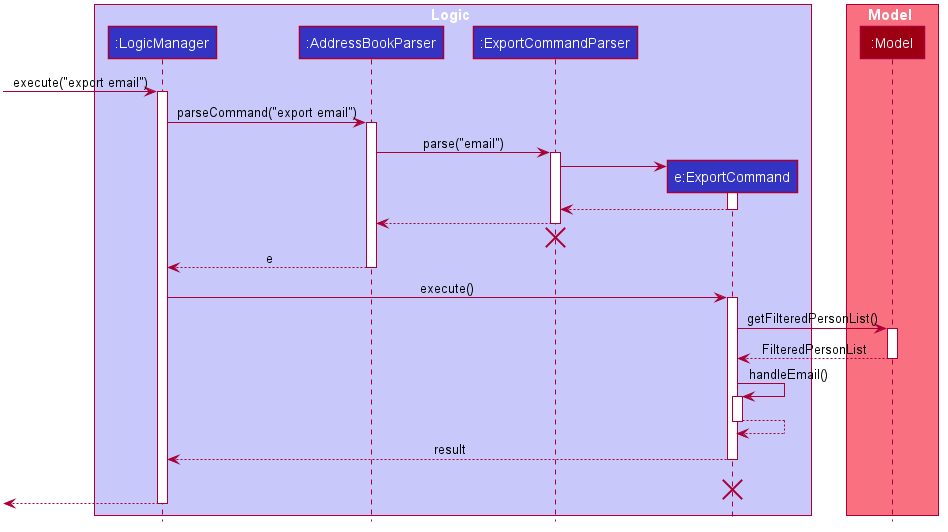 Logic
Model
:LogicManager
:AddressBookParser
:ExportCommandParser
:Model
execute("export email")
parseCommand("export email")
parse("email")
e:ExportCommand
e
execute()
getFilteredPersonList()
FilteredPersonList
handleEmail()
result